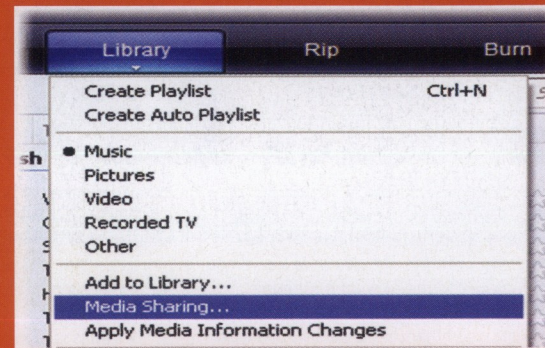 Library Rip Burn
Create Playlist Ctrl+N
Create Auto Playlist
sh
Music
Pictures
Video
Recorded TV
Other
Add to Library...
Media Sharing...
Apply Media Information Changes